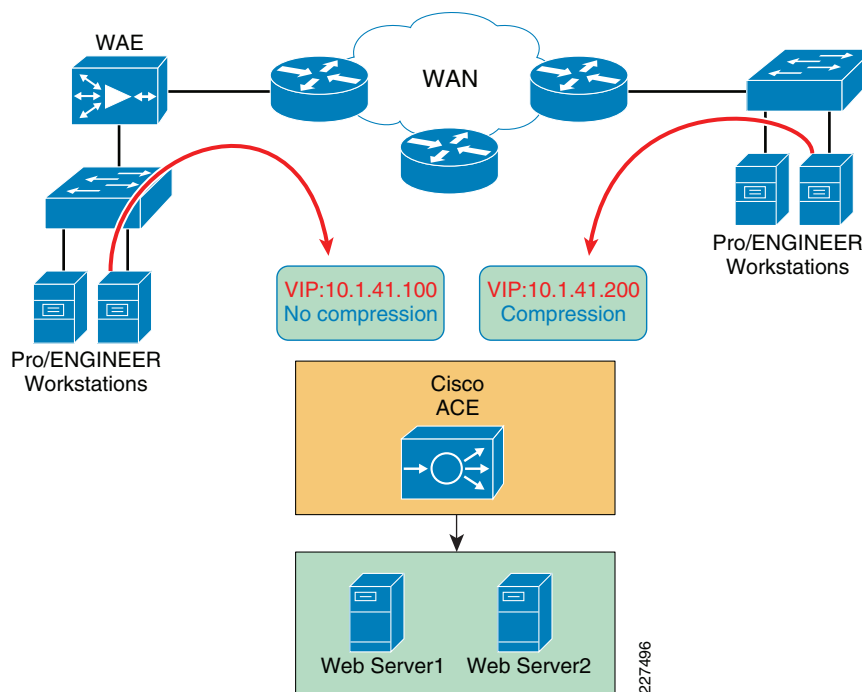 WAE
WAN
Pro/ENGINEER
Workstations
Pro/ENGINEER
Workstations
VIP:10.1.41.100
No compression
VIP:10.1.41.200
Compression
Cisco
ACE
Web Server1
Web Server2
227496